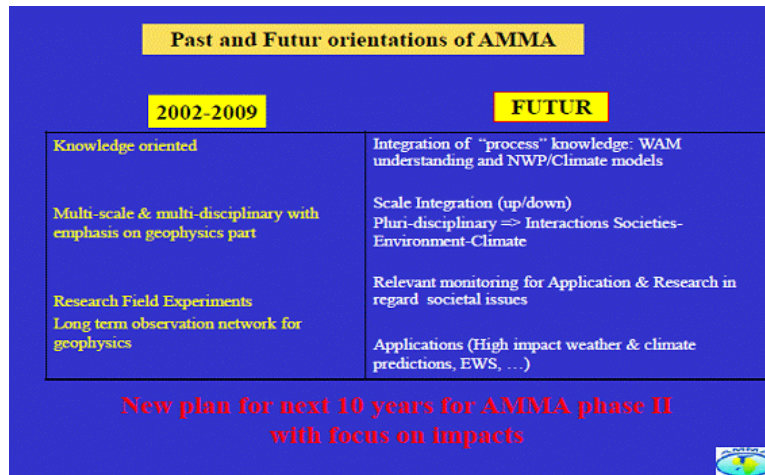 Past and Futur orientations of AMMA
2002-2009
FUTUR
Knowledge oriented
Multi-scale & multi-disciplinary with
emphasis on geophysics part
Research Field Experiments
Long term observation network for
geophysics
Integration of “process” knowledge: WAM
understanding and NWP/Climate models
Scale Integration (up/down)
Pluri-disciplinary => Interactions Societies-
Environment-Climate
Relevant monitoring for Application & Research in
regard societal issues
Applications (High impact weather & climate
predictions, EWS, …)
New plan for next 10 years for AMMA phase II
with focus on impacts
AMMA